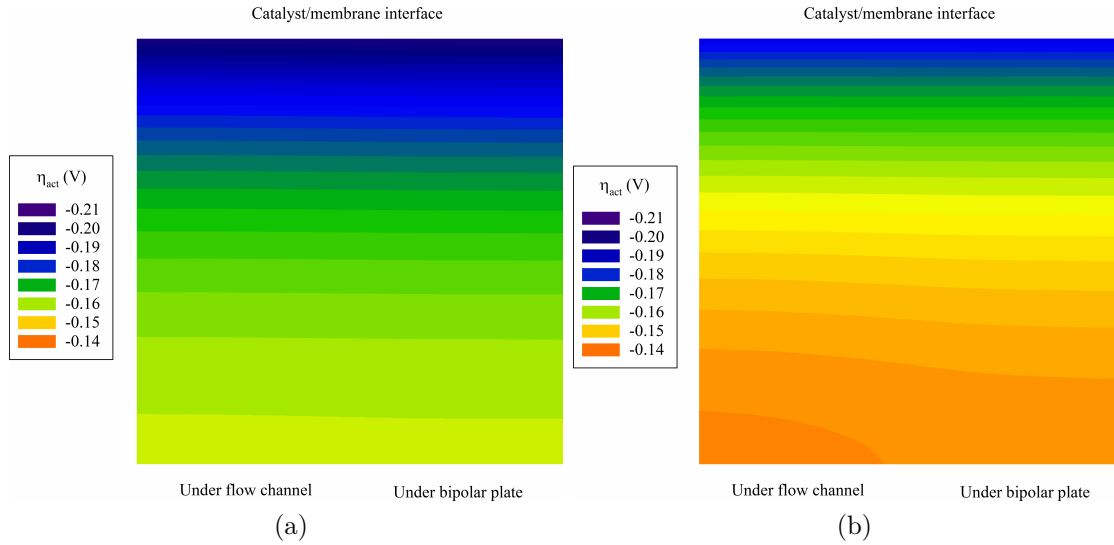 Catalyst/membrane interface
η_act (V)
-0.21
-0.20
-0.19
-0.18
-0.17
-0.16
-0.15
-0.14
Under flow channel
Under bipolar plate
(a)
Catalyst/membrane interface
η_act (V)
-0.21
-0.20
-0.19
-0.18
-0.17
-0.16
-0.15
-0.14
Under flow channel
Under bipolar plate
(b)